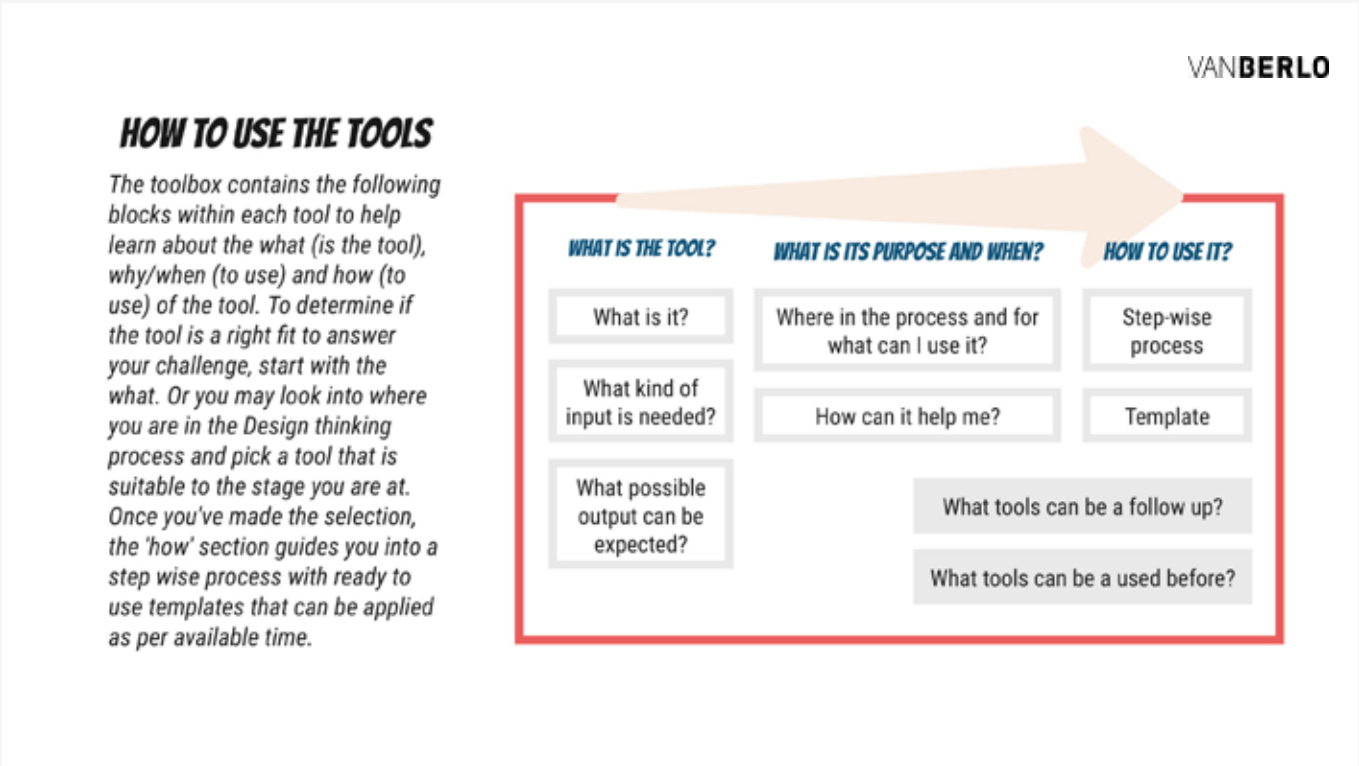 VANBERLO
HOW TO USE THE TOOLS
The toolbox contains the following
blocks within each tool to help
learn about the what (is the tool),
why/when (to use) and how (to
use) of the tool. To determine if
the tool is a right fit to answer
your challenge, start with the
what. Or you may look into where
you are in the Design thinking
process and pick a tool that is
suitable to the stage you are at.
Once you've made the selection,
the 'how' section guides you into a
step wise process with ready to
use templates that can be applied
as per available time.
WHAT IS THE TOOL?
What is it?
What kind of
input is needed?
What possible
output can be
expected?
WHAT IS ITS PURPOSE AND WHEN?
Where in the process and for
what can I use it?
How can it help me?
HOW TO USE IT?
Step-wise
process
Template
What tools can be a follow up?
What tools can be a used before?